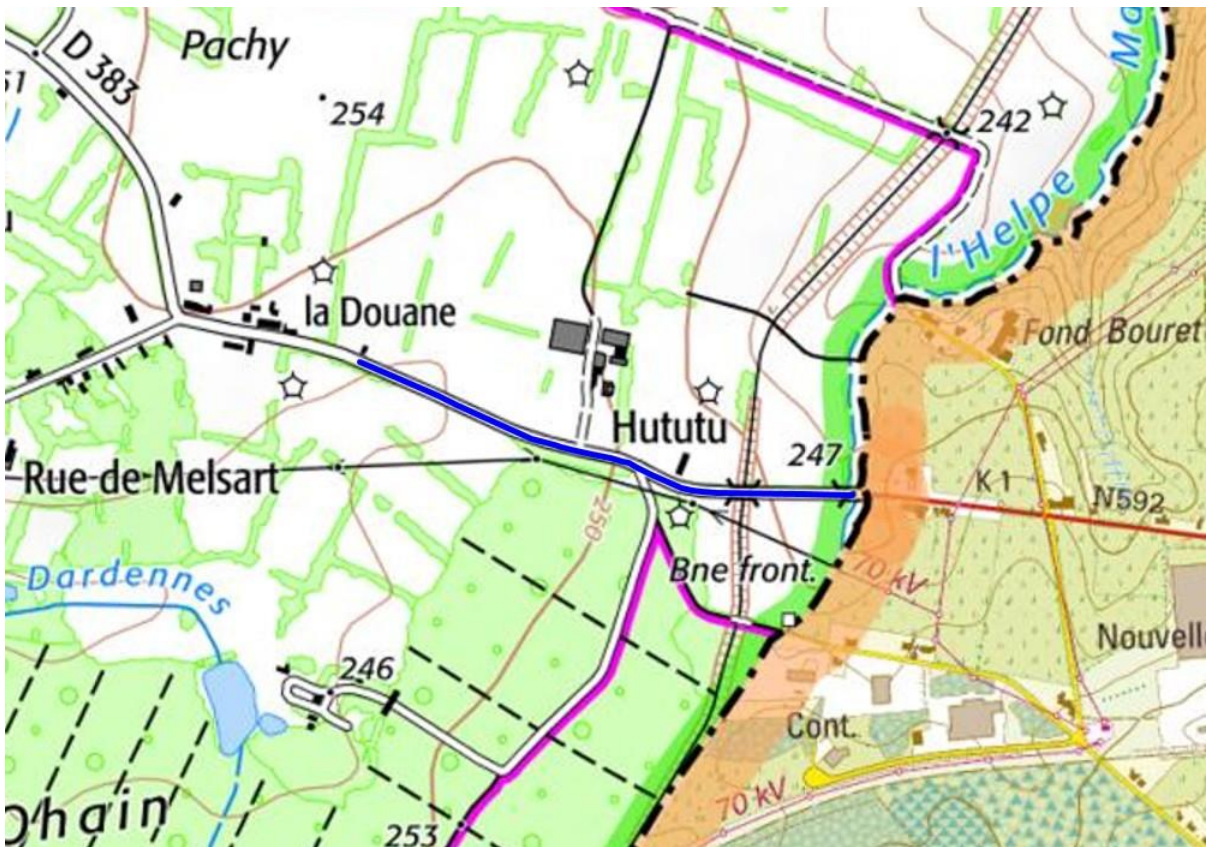 Pachy
D 383
254
242
l'Helpe
la Douane
Fond Bouret
Hututu
247
Rue-de-Melsart
K 1
N592
250
Bne front.
70 kV
Dardennes
Nouvell
246
Cont.
70 kV
Ohain
253